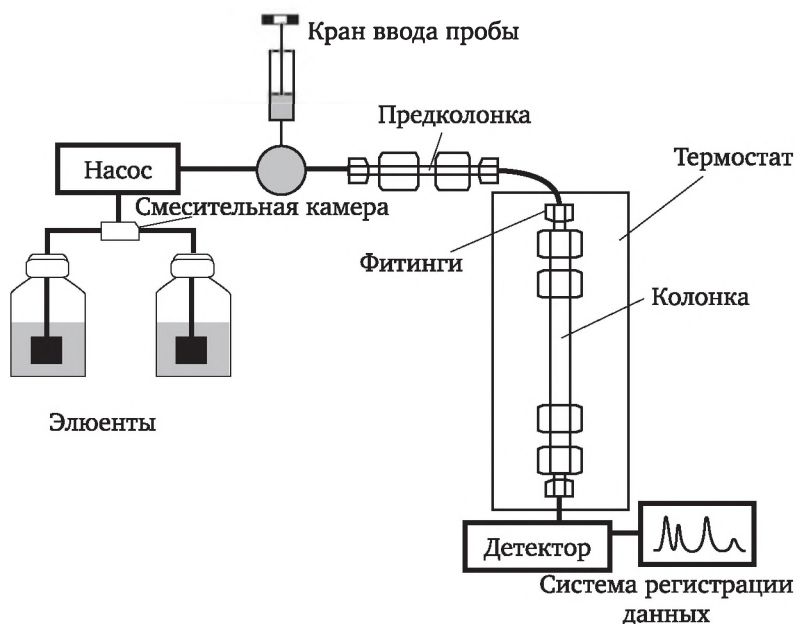 Кран ввода пробы
Предколонка
Насос
Термостат
Смесительная камера
Фитинги
Колонка
Элюенты
Детектор
Система регистрации
данных